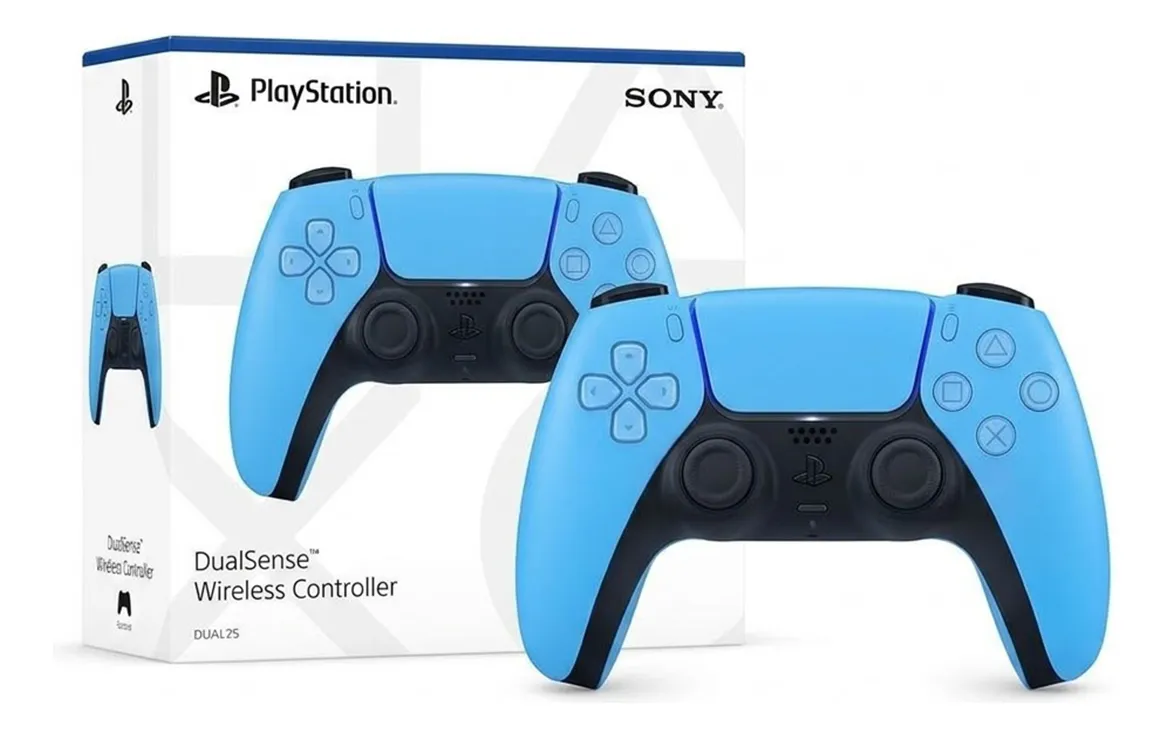 PlayStation.
SONY.
DualSense™
Wireless Controller
DualSense™
Wireless Controller
DUAL25